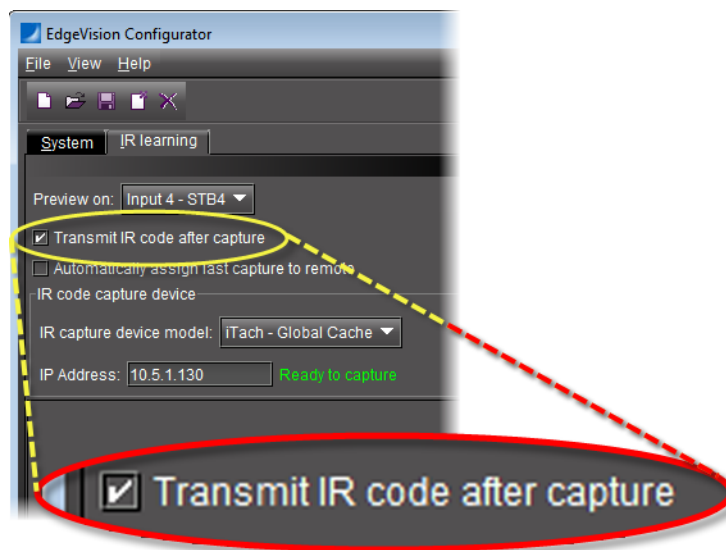 EdgeVision Configurator
File View Help
System IR learning
Preview on: Input 4 - STB4
Transmit IR code after capture
Automatically assign last capture to remote
IR code capture device
IR capture device model: iTach - Global Cache
IP Address: 10.5.1.130 Ready to capture
Transmit IR code after capture